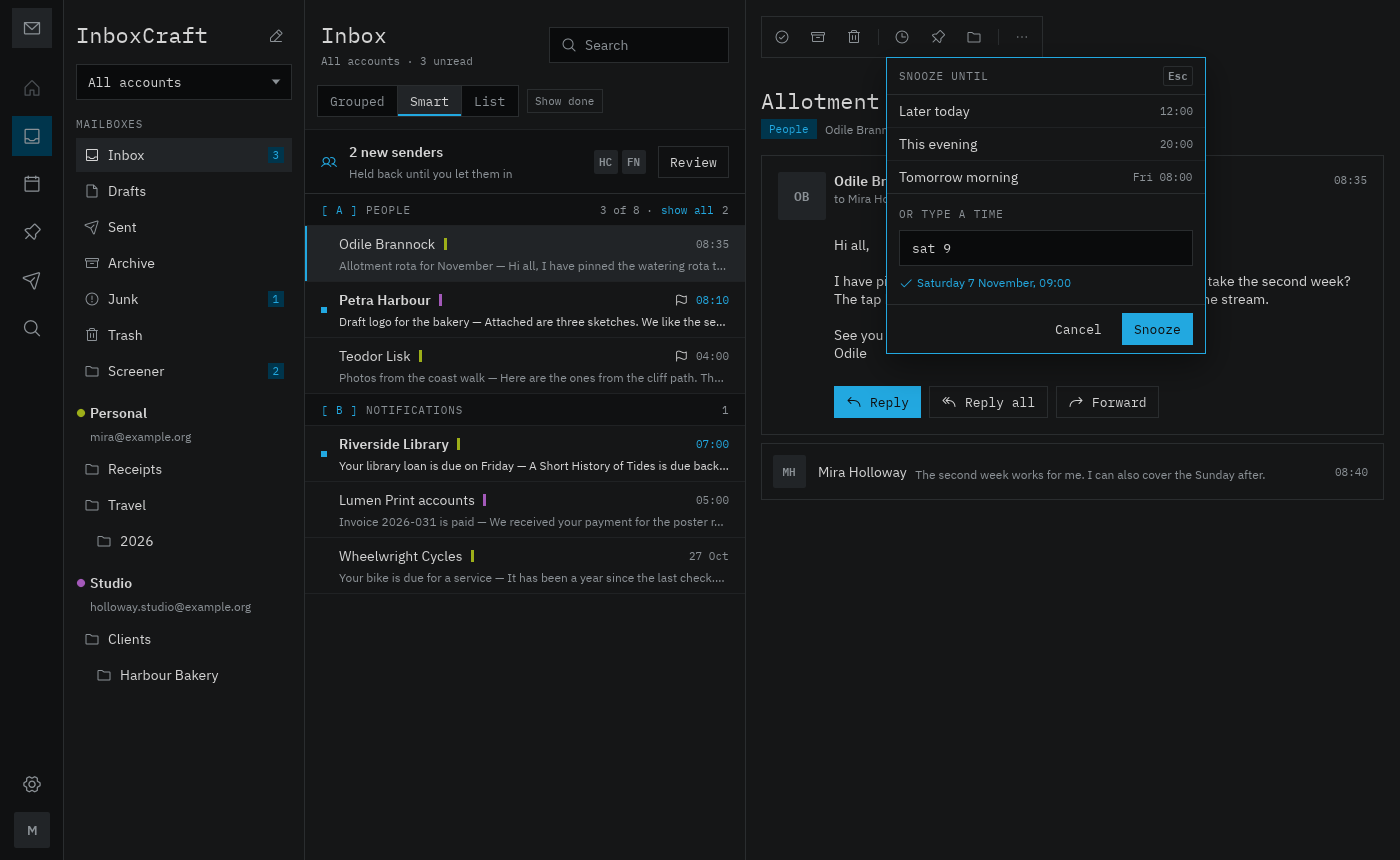 InboxCraft
All accounts
MAILBOXES
Inbox 3
Drafts
Sent
Archive
Junk 1
Trash
Screener 2
Personal
mira@example.org
Receipts
Travel
2026
Studio
holloway.studio@example.org
Clients
Harbour Bakery
M
Inbox
All accounts · 3 unread
Search
Grouped Smart List Show done
2 new senders
Held back until you let them in
HC FN Review
[ A ] PEOPLE 3 of 8 · show all 2
Odile Brannock 08:35
Allotment rota for November — Hi all, I have pinned the watering rota t…
Petra Harbour 08:10
Draft logo for the bakery — Attached are three sketches. We like the se…
Teodor Lisk 04:00
Photos from the coast walk — Here are the ones from the cliff path. Th…
[ B ] NOTIFICATIONS 1
Riverside Library 07:00
Your library loan is due on Friday — A Short History of Tides is due back…
Lumen Print accounts 05:00
Invoice 2026-031 is paid — We received your payment for the poster r…
Wheelwright Cycles 27 Oct
Your bike is due for a service — It has been a year since the last check.…
Allotment
People Odile Brann
OB
Odile Br
to Mira Ho
08:35
Hi all,
I have pi take the second week?
The tap ne stream.
See you
Odile
Reply Reply all Forward
MH Mira Holloway The second week works for me. I can also cover the Sunday after. 08:40
SNOOZE UNTIL Esc
Later today 12:00
This evening 20:00
Tomorrow morning Fri 08:00
OR TYPE A TIME
sat 9
Saturday 7 November, 09:00
Cancel Snooze